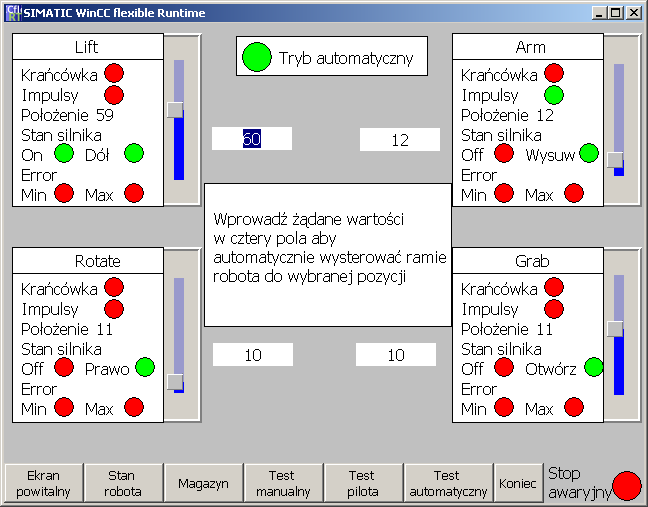 SIMATIC WinCC flexible Runtime
Lift
Krańcówka
Impulsy
Położenie 59
Stan silnika
On Dół
Error
Min Max
Tryb automatyczny
60 12
Arm
Krańcówka
Impulsy
Położenie 12
Stan silnika
Off Wysuw
Error
Min Max
Wprowadź żądane wartości
w cztery pola aby
automatycznie wysterować ramie
robota do wybranej pozycji
Rotate
Krańcówka
Impulsy
Położenie 11
Stan silnika
Off Prawo
Error
Min Max
10 10
Grab
Krańcówka
Impulsy
Położenie 11
Stan silnika
Off Otwórz
Error
Min Max
Ekran
powitalny
Stan
robota
Magazyn
Test
manualny
Test
pilota
Test
automatyczny
Koniec
Stop
awaryjny